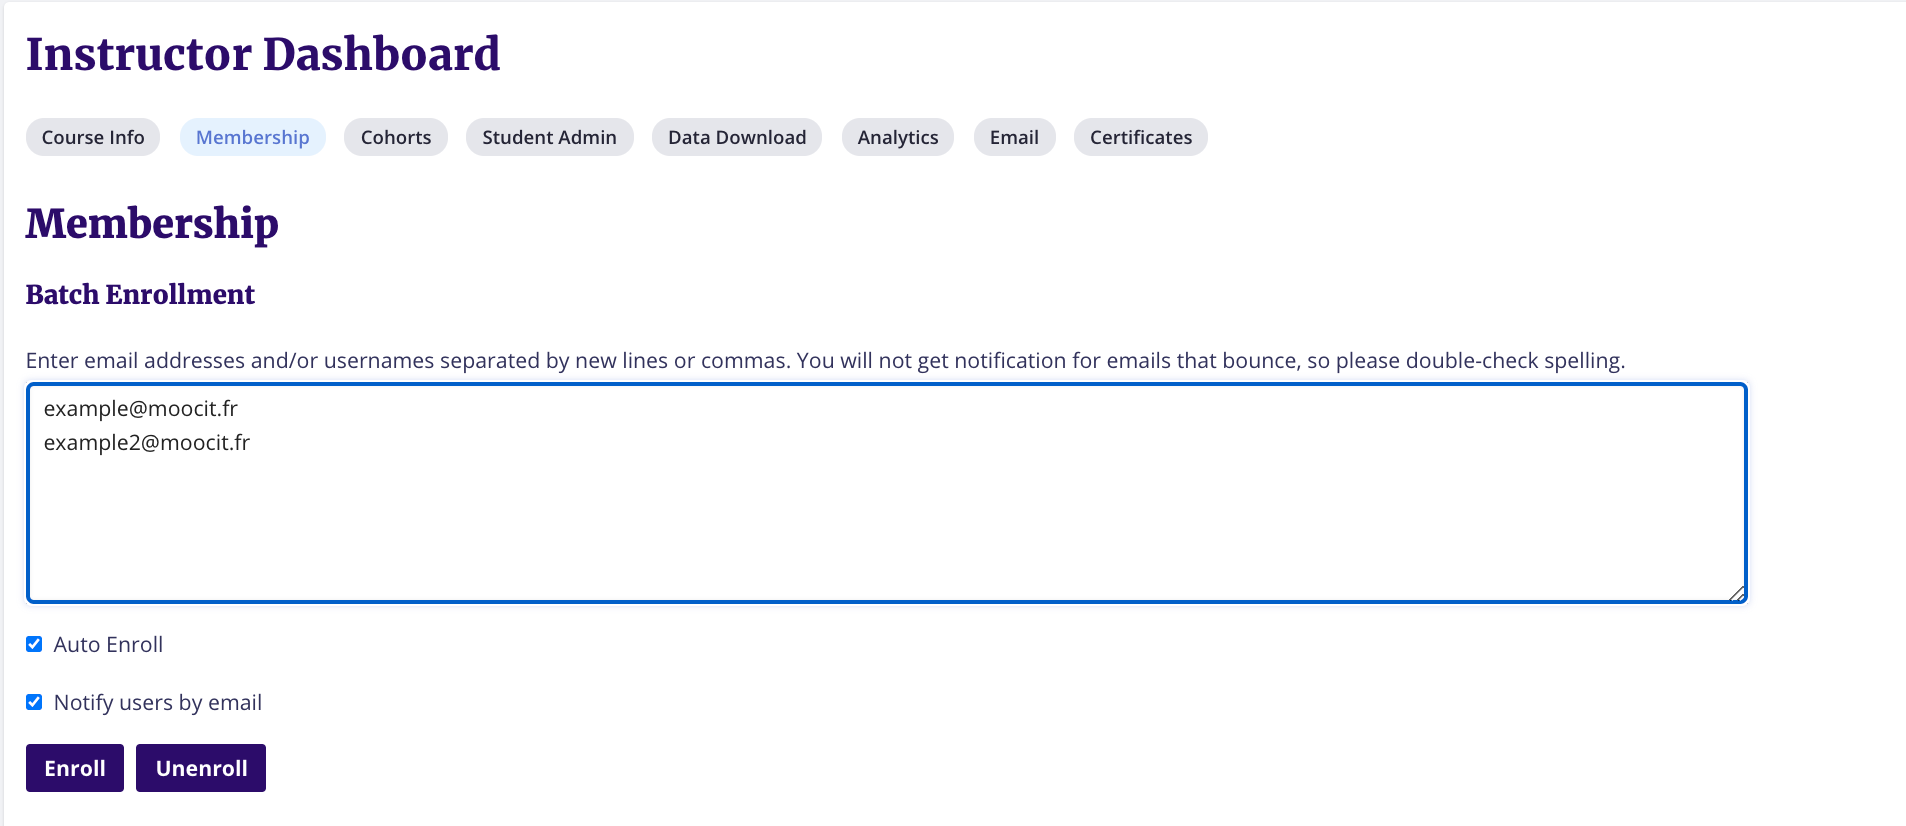 Instructor Dashboard
Course Info Membership Cohorts Student Admin Data Download Analytics Email Certificates
Membership
Batch Enrollment
Enter email addresses and/or usernames separated by new lines or commas. You will not get notification for emails that bounce, so please double-check spelling.
example@moocit.fr
example2@moocit.fr
Auto Enroll
Notify users by email
Enroll Unenroll